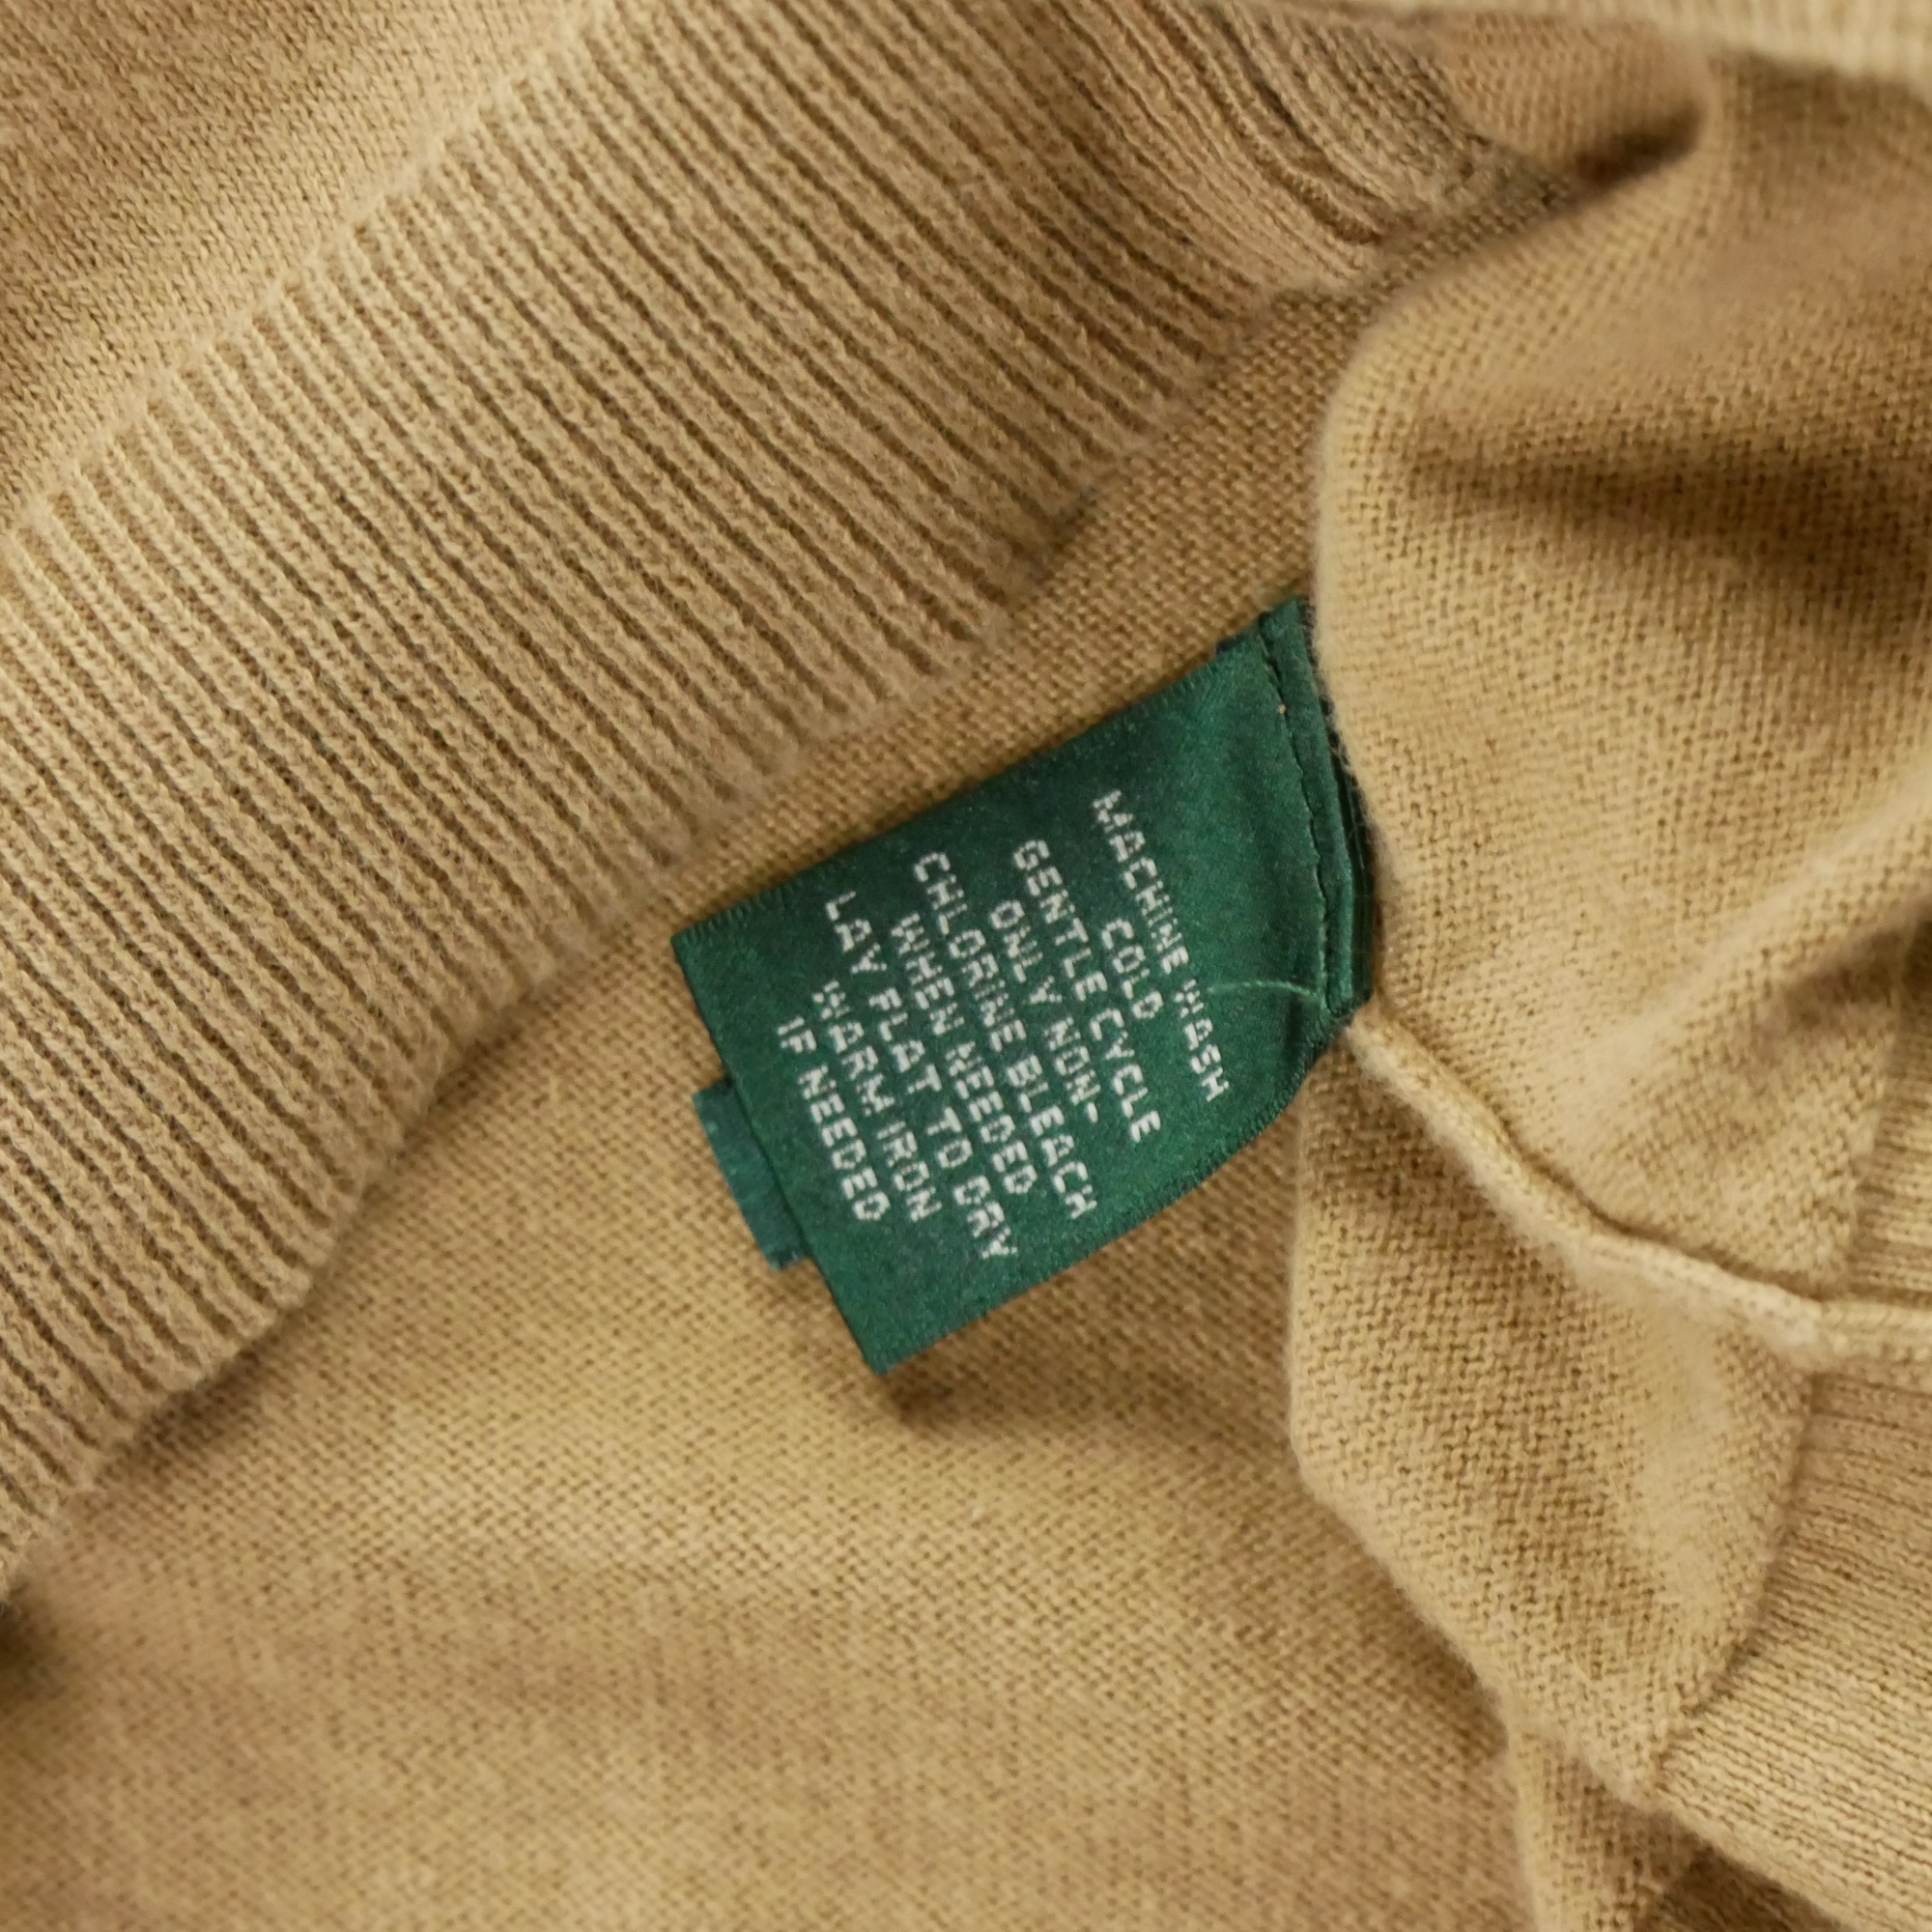 MACHINE WASH
COLD
GENTLE CYCLE
ONLY NON-
CHLORINE BLEACH
WHEN NEEDED
LAY FLAT TO DRY
WARM IRON
IF NEEDED